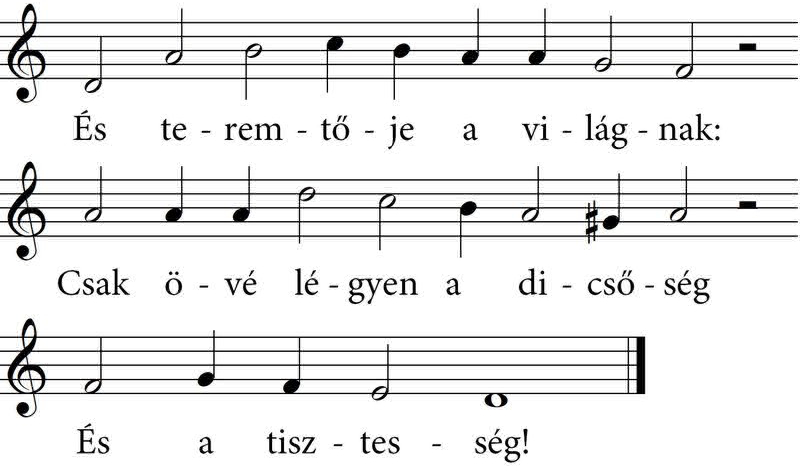 És te - rem - tő - je a vi - lág - nak:
Csak ö - vé lé - gyen a di - cső - ség
És a tisz - tes - ség!